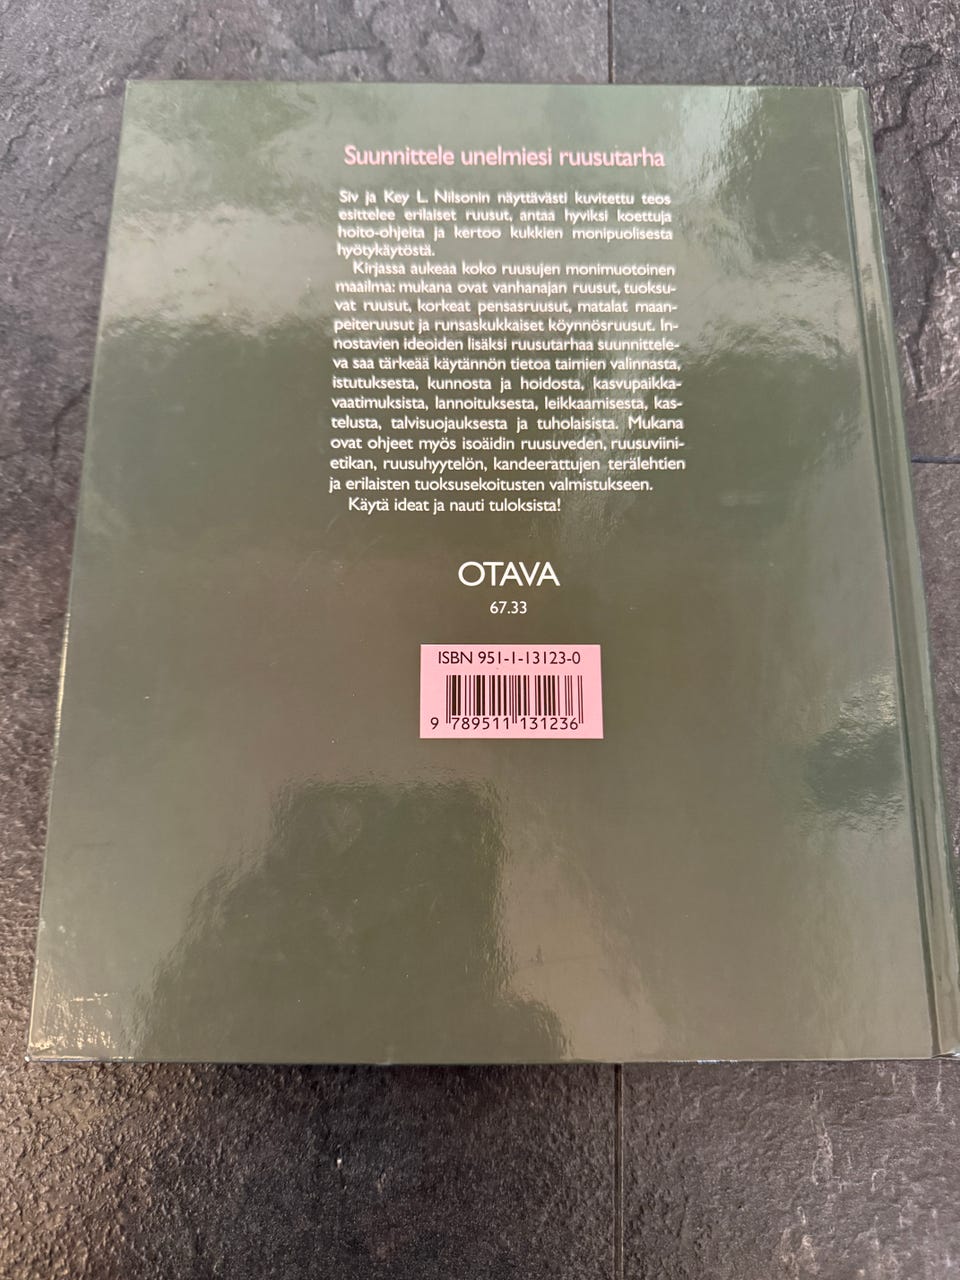 Suunnittele unelmiesi ruusutarha
Siv ja Key L. Nilsonin näyttävästi kuvitettu teos
esittelee erilaiset ruusut, antaa hyviksi koettuja
hoito-ohjeita ja kertoo kukkien monipuolisesta
hyötykäytöstä.
Kirjassa aukeaa koko ruusujen monimuotoinen
maailma: mukana ovat vanhanajan ruusut, tuoksu-
vat ruusut, korkeat pensasruusut, matalat maan-
peiteruusut ja runsaskukkaiset köynnösruusut. In-
nostavien ideoiden lisäksi ruusutarhaa suunnittele-
va saa tärkeää käytännön tietoa taimien valinnasta,
istutuksesta, kunnosta ja hoidosta, kasvupaikka-
vaatimuksista, lannoituksesta, leikkaamisesta, kas-
telusta, talvisuojauksesta ja tuholaisista. Mukana
ovat ohjeet myös isoäidin ruusuveden, ruusuviini-
etikan, ruusuhyytelön, kandeerattujen terälehtien
ja erilaisten tuoksusekoitusten valmistukseen.
Käytä ideat ja nauti tuloksista!
OTAVA
67.33
ISBN 951-1-13123-0
9 789511 131236